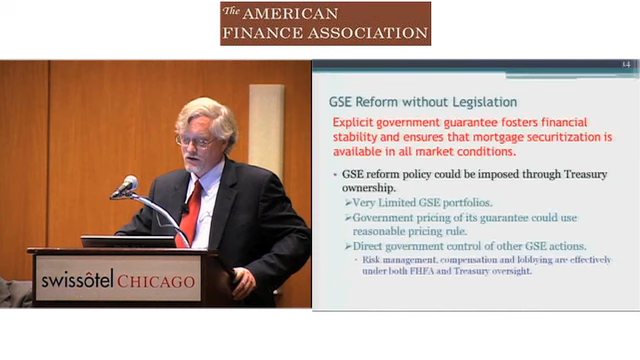 The AMERICAN
FINANCE ASSOCIATION
swissôtel CHICAGO
14
GSE Reform without Legislation
Explicit government guarantee fosters financial
stability and ensures that mortgage securitization is
available in all market conditions.
• GSE reform policy could be imposed through Treasury
ownership.
➢Very Limited GSE portfolios.
➢Government pricing of its guarantee could use
reasonable pricing rule.
➢Direct government control of other GSE actions.
• Risk management, compensation and lobbying are effectively
under both FHFA and Treasury oversight.